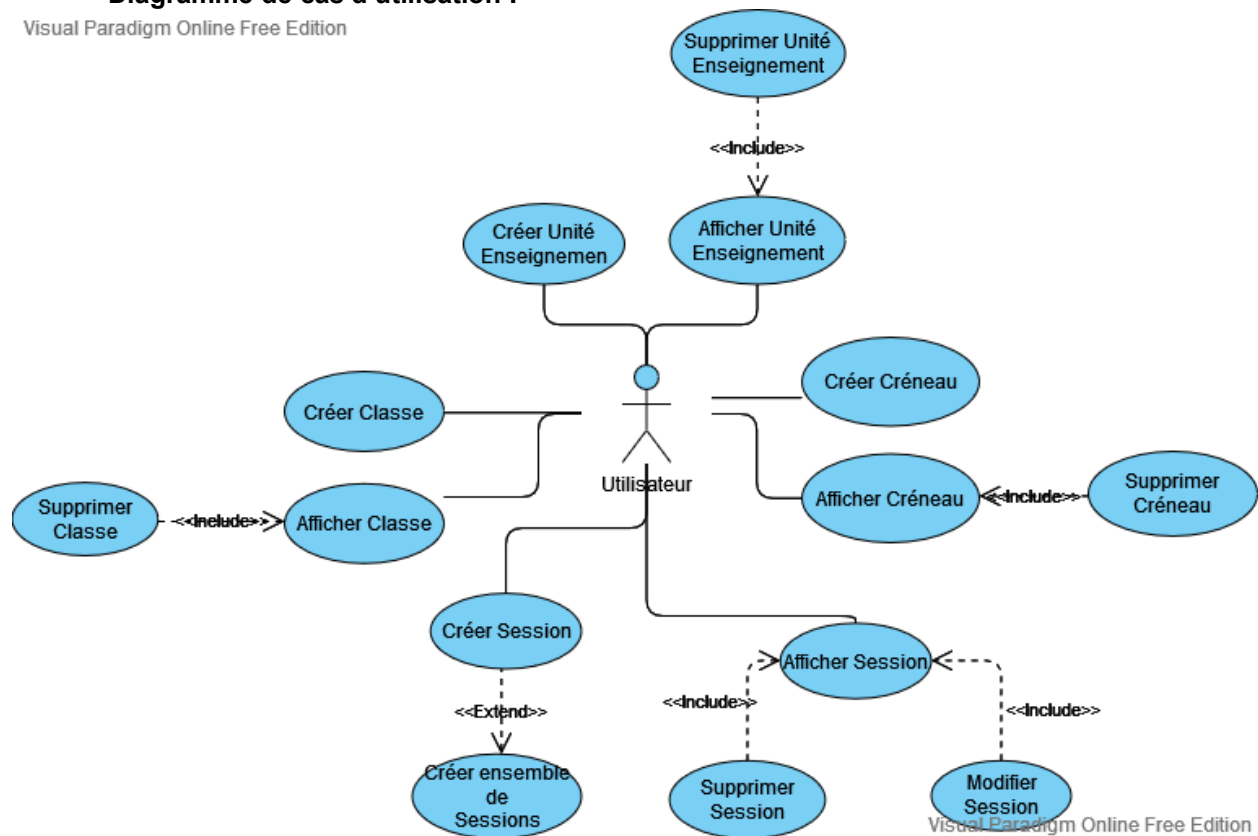 Diagramme de cas d'utilisation :
Visual Paradigm Online Free Edition
Supprimer Unité
Enseignement
<<Include>>
Créer Unité
Enseignemen
Afficher Unité
Enseignement
Créer Classe
Créer Créneau
Utilisateur
Supprimer
Classe
<<Include>>
Afficher Classe
Afficher Créneau
<<Include>>
Supprimer
Créneau
Créer Session
Afficher Session
<<Extend>>
<<Include>>
<<Include>>
Créer ensemble
de
Sessions
Supprimer
Session
Modifier
Session
Visual Paradigm Online Free Edition